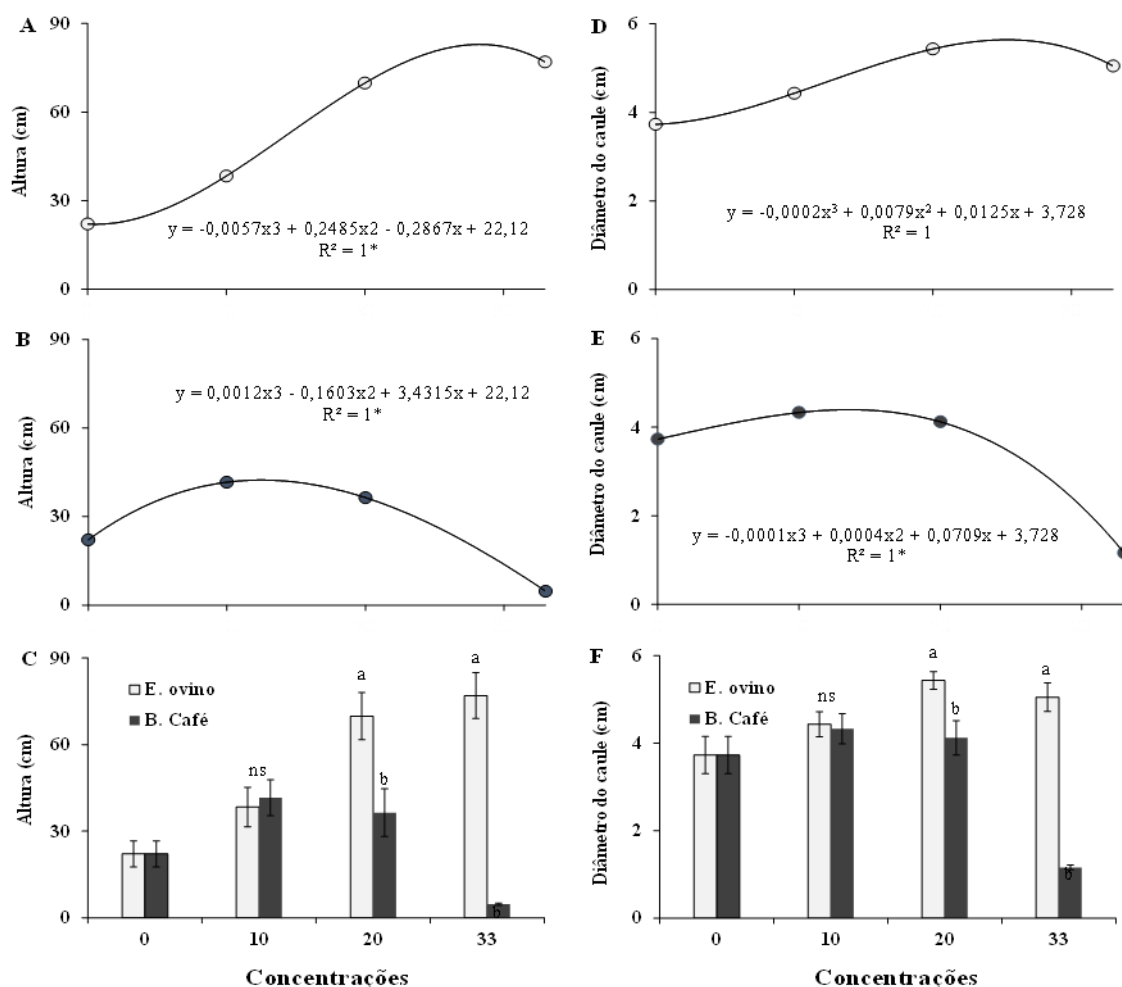 A
90
60
30
0
Altura (cm)
y = -0,0057x3 + 0,2485x2 - 0,2867x + 22,12
R² = 1*
D
6
4
2
0
Diâmetro do caule (cm)
y = -0,0002x³ + 0,0079x² + 0,0125x + 3,728
R² = 1
B
90
60
30
0
Altura (cm)
y = 0,0012x3 - 0,1603x2 + 3,4315x + 22,12
R² = 1*
E
6
4
2
0
Diâmetro do caule (cm)
y = -0,0001x3 + 0,0004x2 + 0,0709x + 3,728
R² = 1*
C
90
60
30
0
Altura (cm)
E. ovino
B. Café
ns
a
b
a
b
0 10 20 33
Concentrações
F
6
4
2
0
Diâmetro do caule (cm)
E. ovino
B. Café
ns
a
b
a
b
0 10 20 33
Concentrações